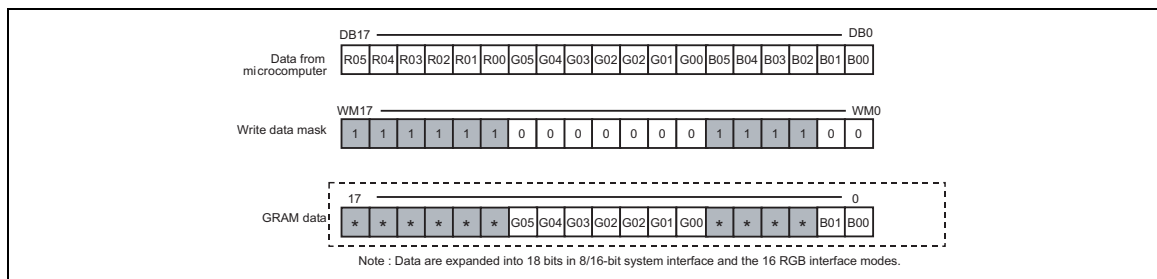 DB17 DB0
Data from microcomputer R05 R04 R03 R02 R01 R00 G05 G04 G03 G02 G02 G01 G00 B05 B04 B03 B02 B01 B00
WM17 WM0
Write data mask 1 1 1 1 1 1 0 0 0 0 0 0 0 1 1 1 1 0 0
17 0
GRAM data * * * * * * G05 G04 G03 G02 G02 G01 G00 * * * * B01 B00
Note : Data are expanded into 18 bits in 8/16-bit system interface and the 16 RGB interface modes.